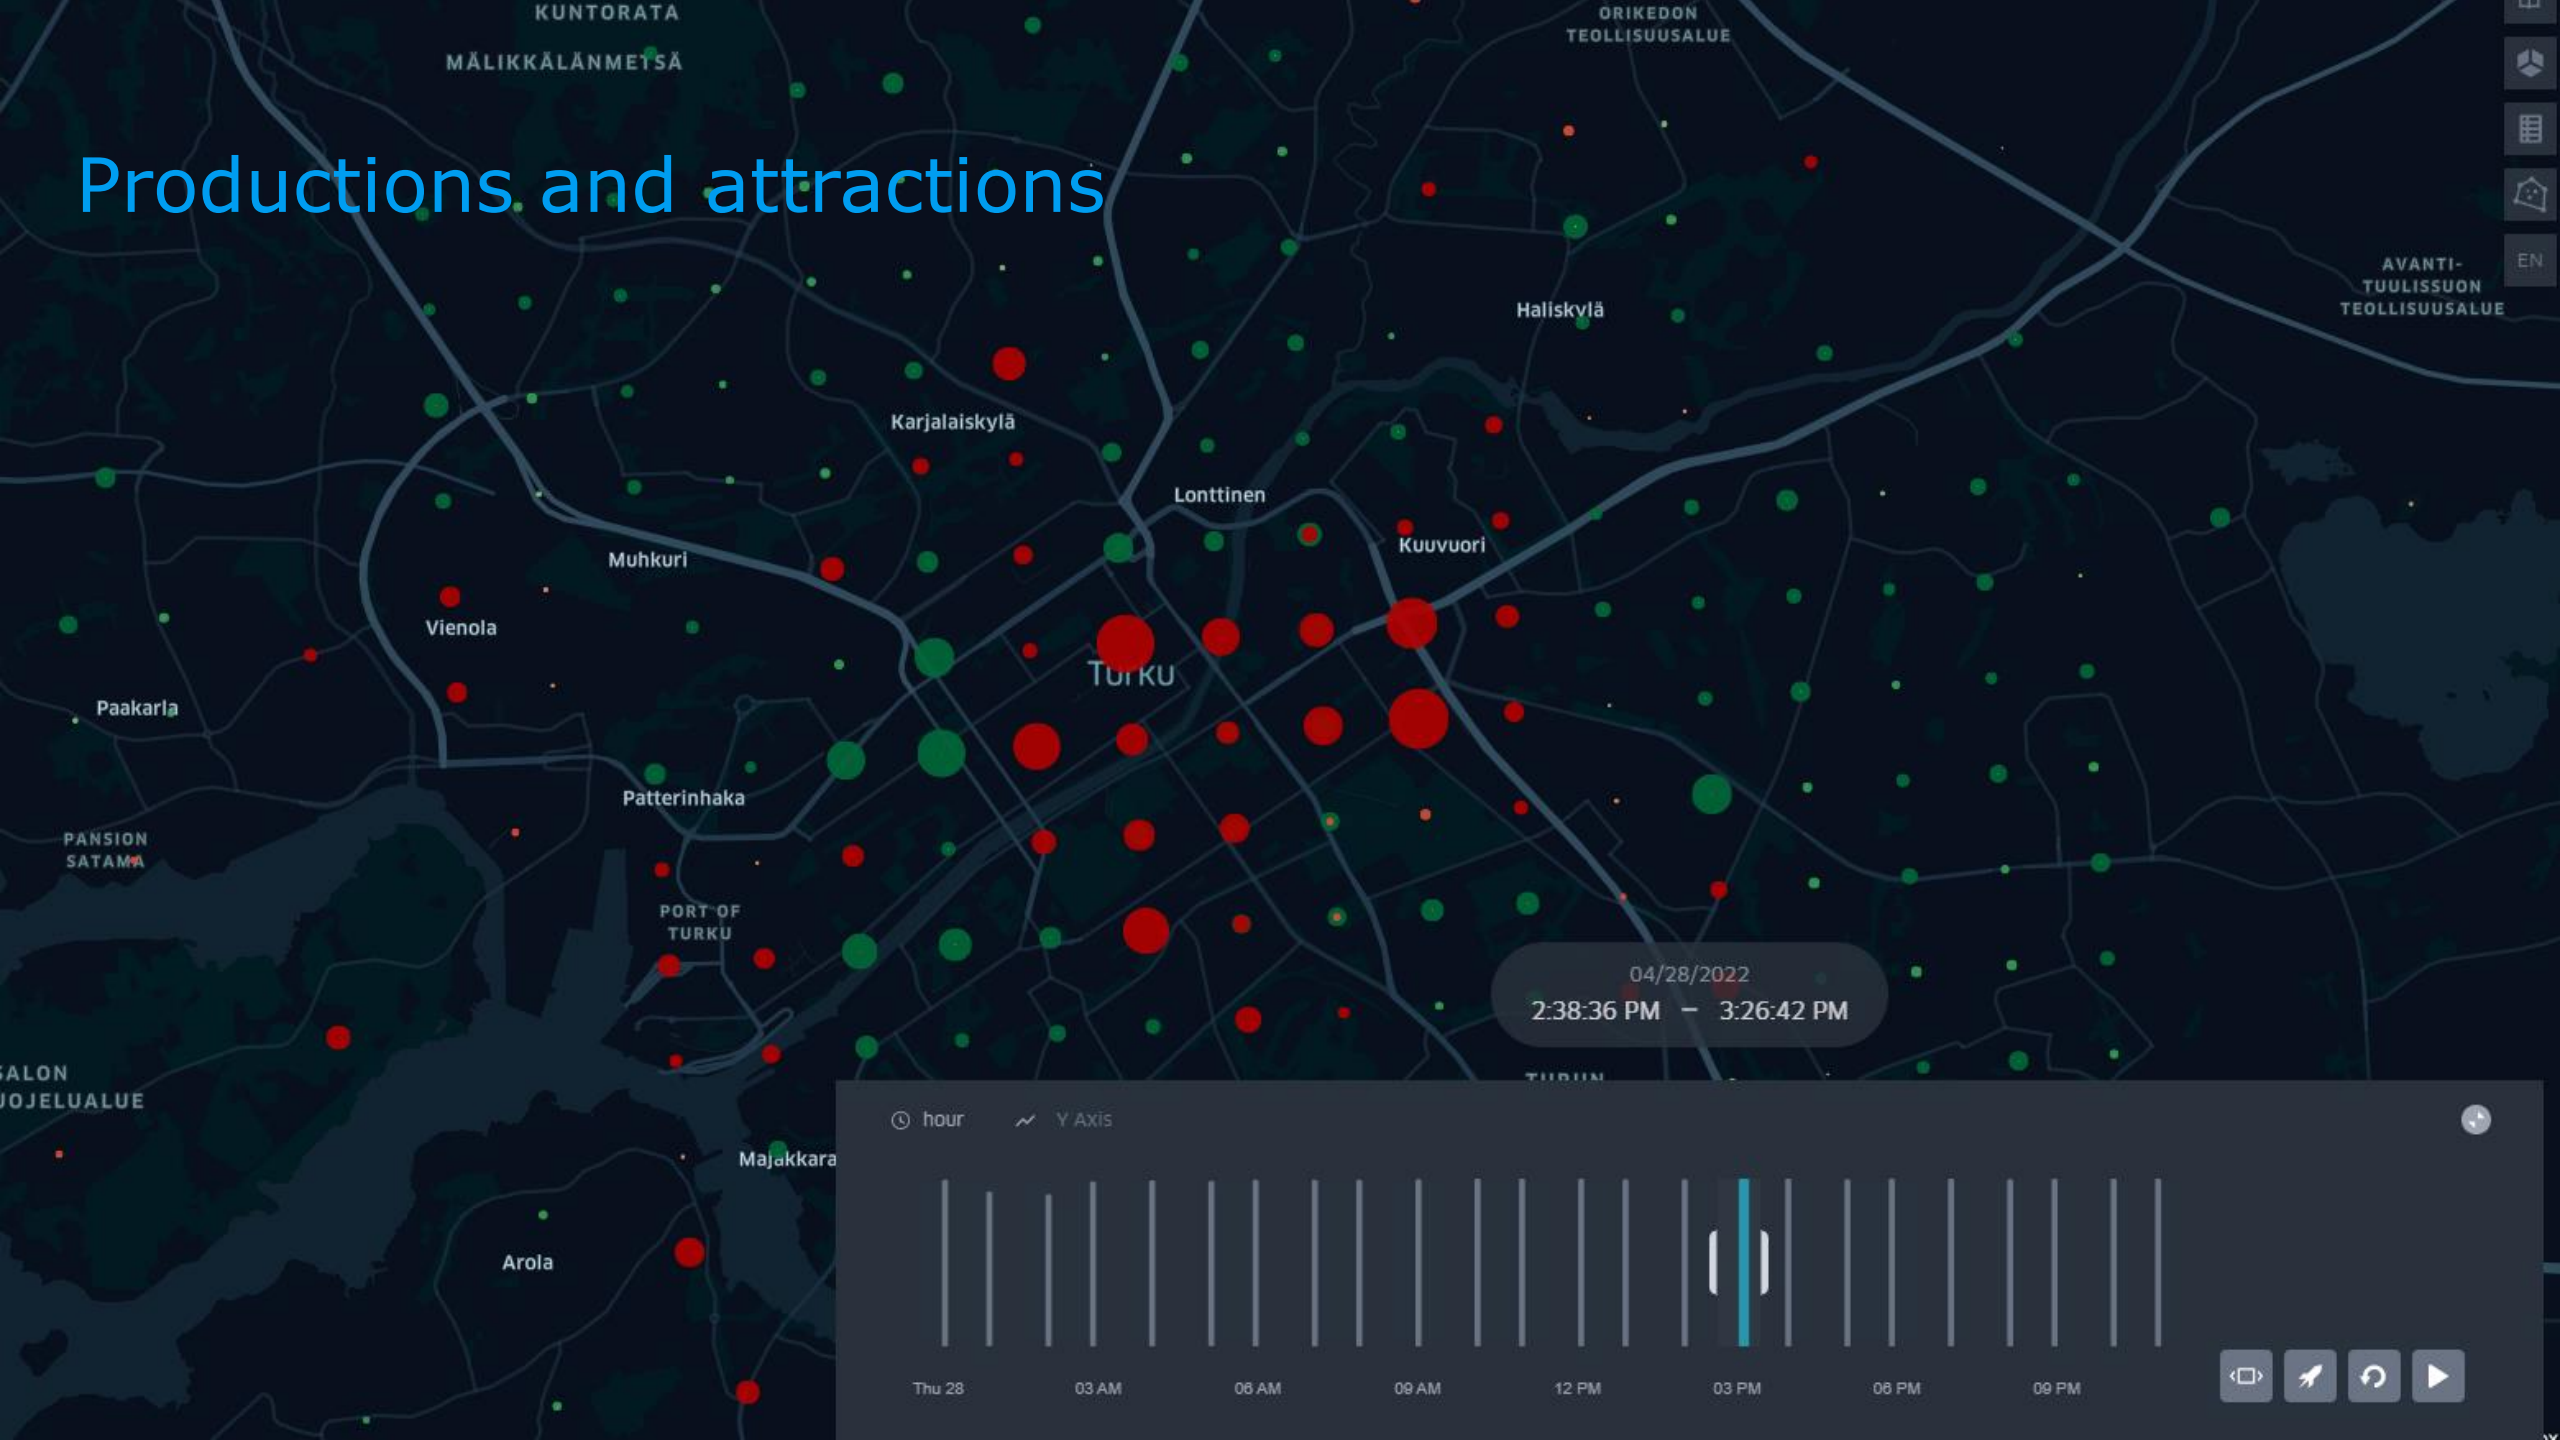 KUNTORATA
MÄLIKKÄLÄNMETSÄ
ORIKEDON
TEOLLISUUSALUE
Productions and attractions
EN
AVANTI-
TUULISSUON
TEOLLISUUSALUE
Haliskylä
Karjalaiskylä
Lonttinen
Kuuvuori
Muhkuri
Vienola
Turku
Paakarla
Patterinhaka
PANSION
SATAMA
PORT OF
TURKU
04/28/2022
2:38:36 PM – 3:26:42 PM
SALON
UOJELUALUE
TURUN
hour Y Axis
Majakkara
Arola
Thu 28 03 AM 06 AM 09 AM 12 PM 03 PM 06 PM 09 PM